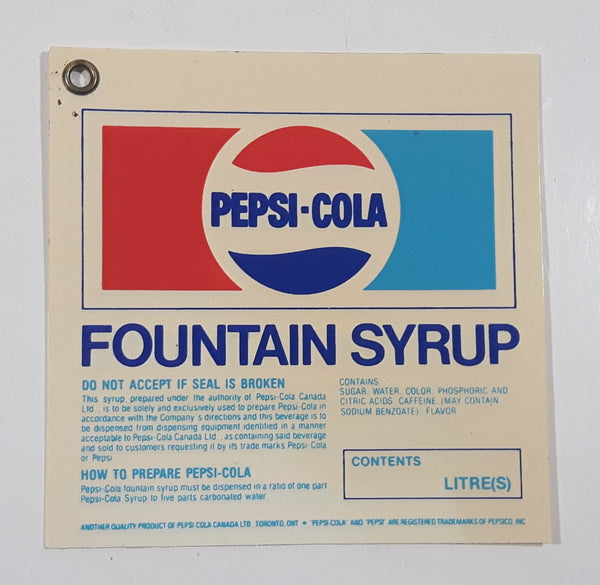 PEPSI-COLA
FOUNTAIN SYRUP
DO NOT ACCEPT IF SEAL IS BROKEN
This syrup, prepared under the authority of Pepsi-Cola Canada
Ltd., is to be solely and exclusively used to prepare Pepsi-Cola in
accordance with the Company's directions and this beverage is to
be dispensed from dispensing equipment identified in a manner
acceptable to Pepsi-Cola Canada Ltd., as containing said beverage
and sold to customers requesting it by its trade marks Pepsi-Cola
or Pepsi
HOW TO PREPARE PEPSI-COLA
Pepsi-Cola fountain syrup must be dispensed in a ratio of one part
Pepsi-Cola Syrup to five parts carbonated water
CONTAINS
SUGAR, WATER, COLOR, PHOSPHORIC AND
CITRIC ACIDS, CAFFEINE, (MAY CONTAIN
SODIUM BENZOATE), FLAVOR
CONTENTS
LITRE(S)
ANOTHER QUALITY PRODUCT OF PEPSI-COLA CANADA LTD. TORONTO, ONT • "PEPSI-COLA" AND "PEPSI" ARE REGISTERED TRADEMARKS OF PEPSICO, INC